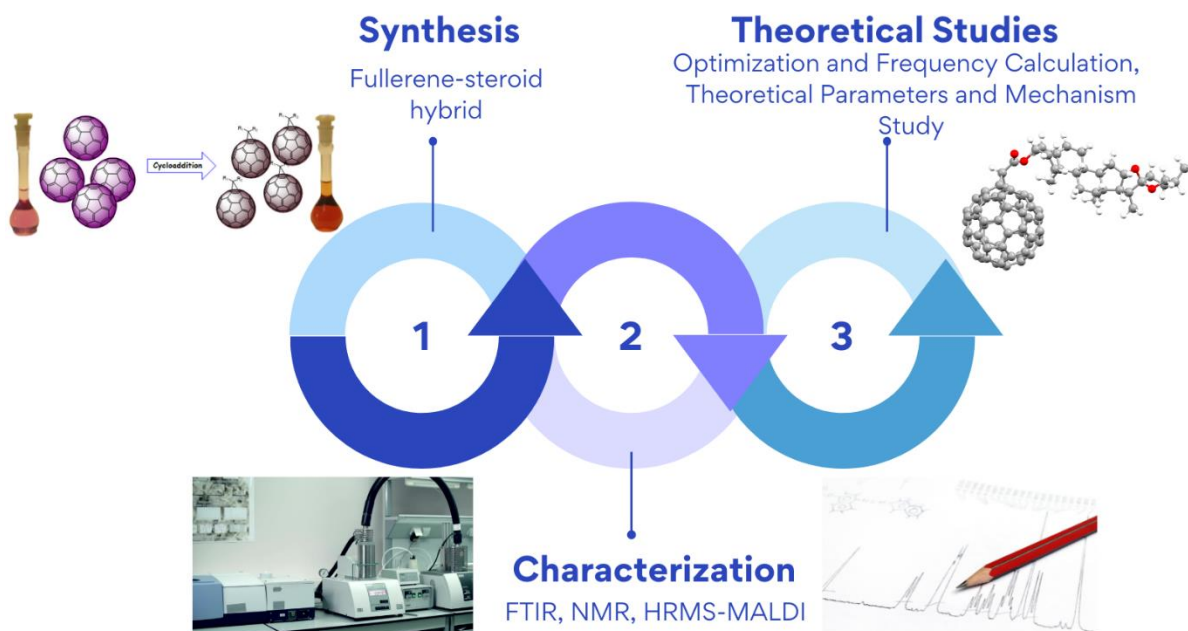 Synthesis
Fullerene-steroid
hybrid
Theoretical Studies
Optimization and Frequency Calculation,
Theoretical Parameters and Mechanism
Study
Cycloaddition
1
2
3
Characterization
FTIR, NMR, HRMS-MALDI